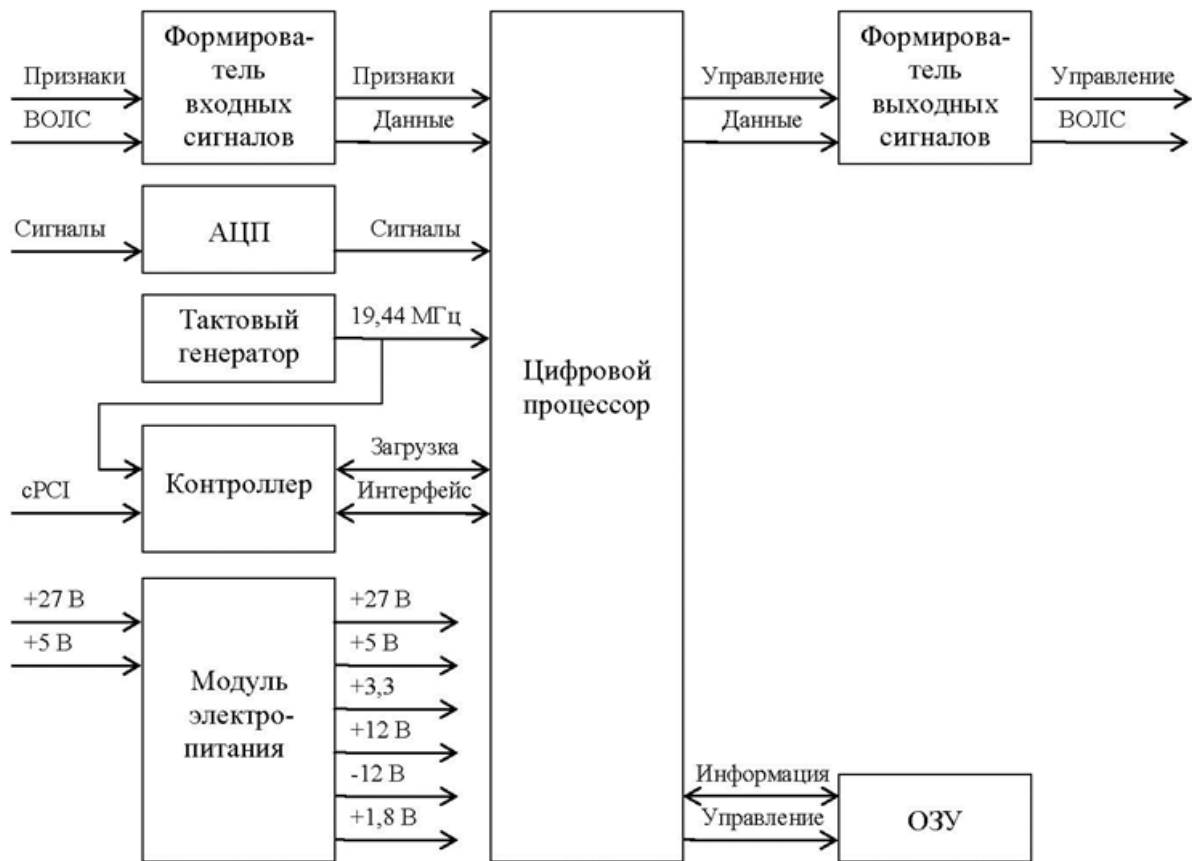 Формирова-
тель
входных
сигналов
Признаки
ВОЛС
Признаки
Данные
Управление
Данные
Формирова-
тель
выходных
сигналов
Управление
ВОЛС
Сигналы
АЦП
Сигналы
Тактовый
генератор
19,44 МГц
Цифровой
процессор
cPCI
Контроллер
Загрузка
Интерфейс
+27 В
+5 В
Модуль
электро-
питания
+27 В
+5 В
+3,3
+12 В
-12 В
+1,8 В
Информация
Управление
ОЗУ